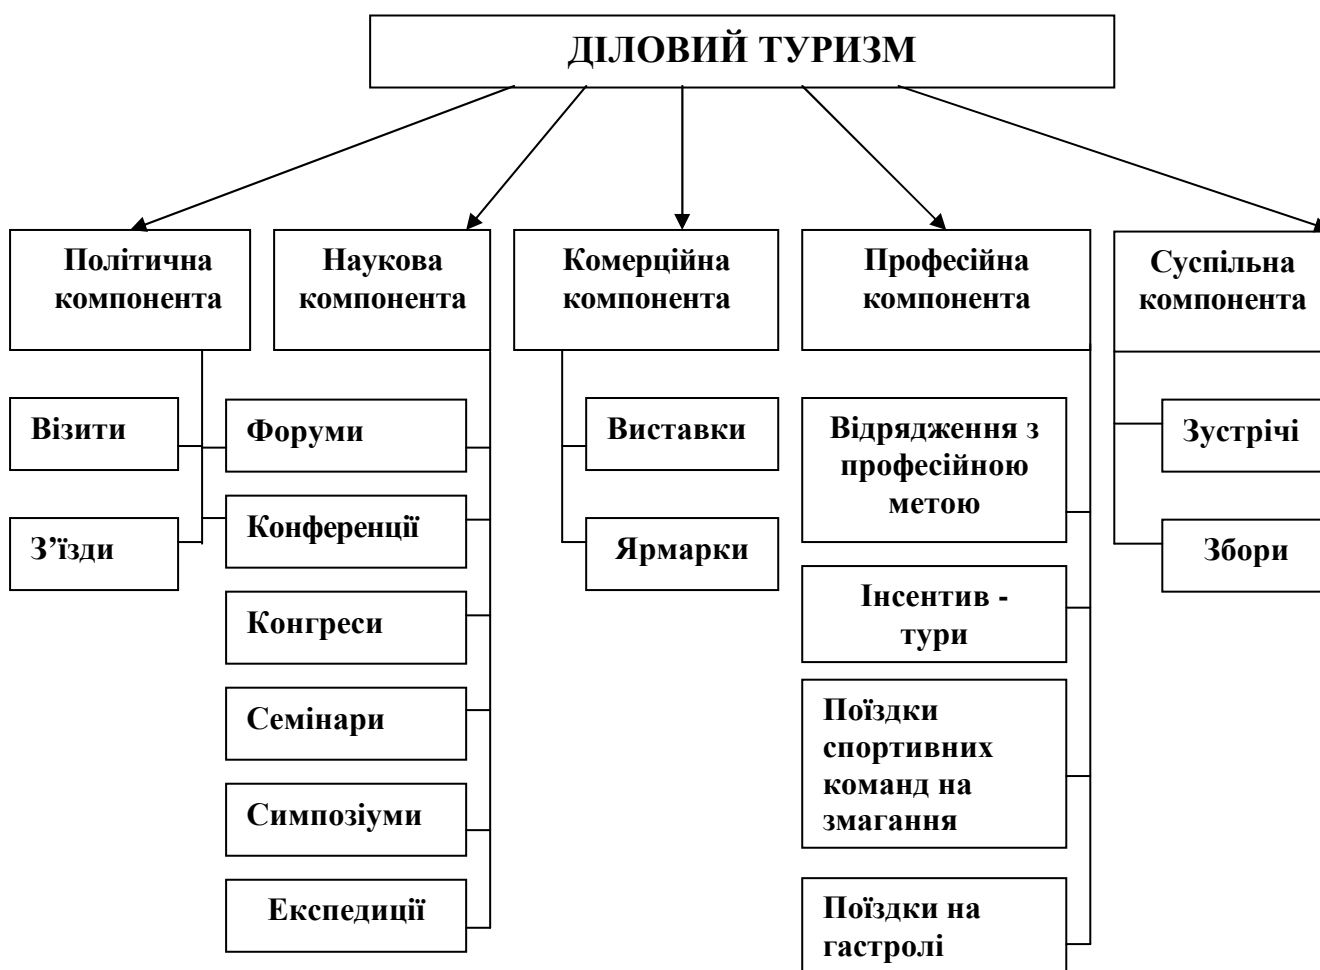 ДІЛОВИЙ ТУРИЗМ
Політична
компонента
Наукова
компонента
Комерційна
компонента
Професійна
компонента
Суспільна
компонента
Візити
З’їзди
Форуми
Конференції
Конгреси
Семінари
Симпозіуми
Експедиції
Виставки
Ярмарки
Відрядження з
професійною
метою
Інсентив -
тури
Поїздки
спортивних
команд на
змагання
Поїздки на
гастролі
Зустрічі
Збори